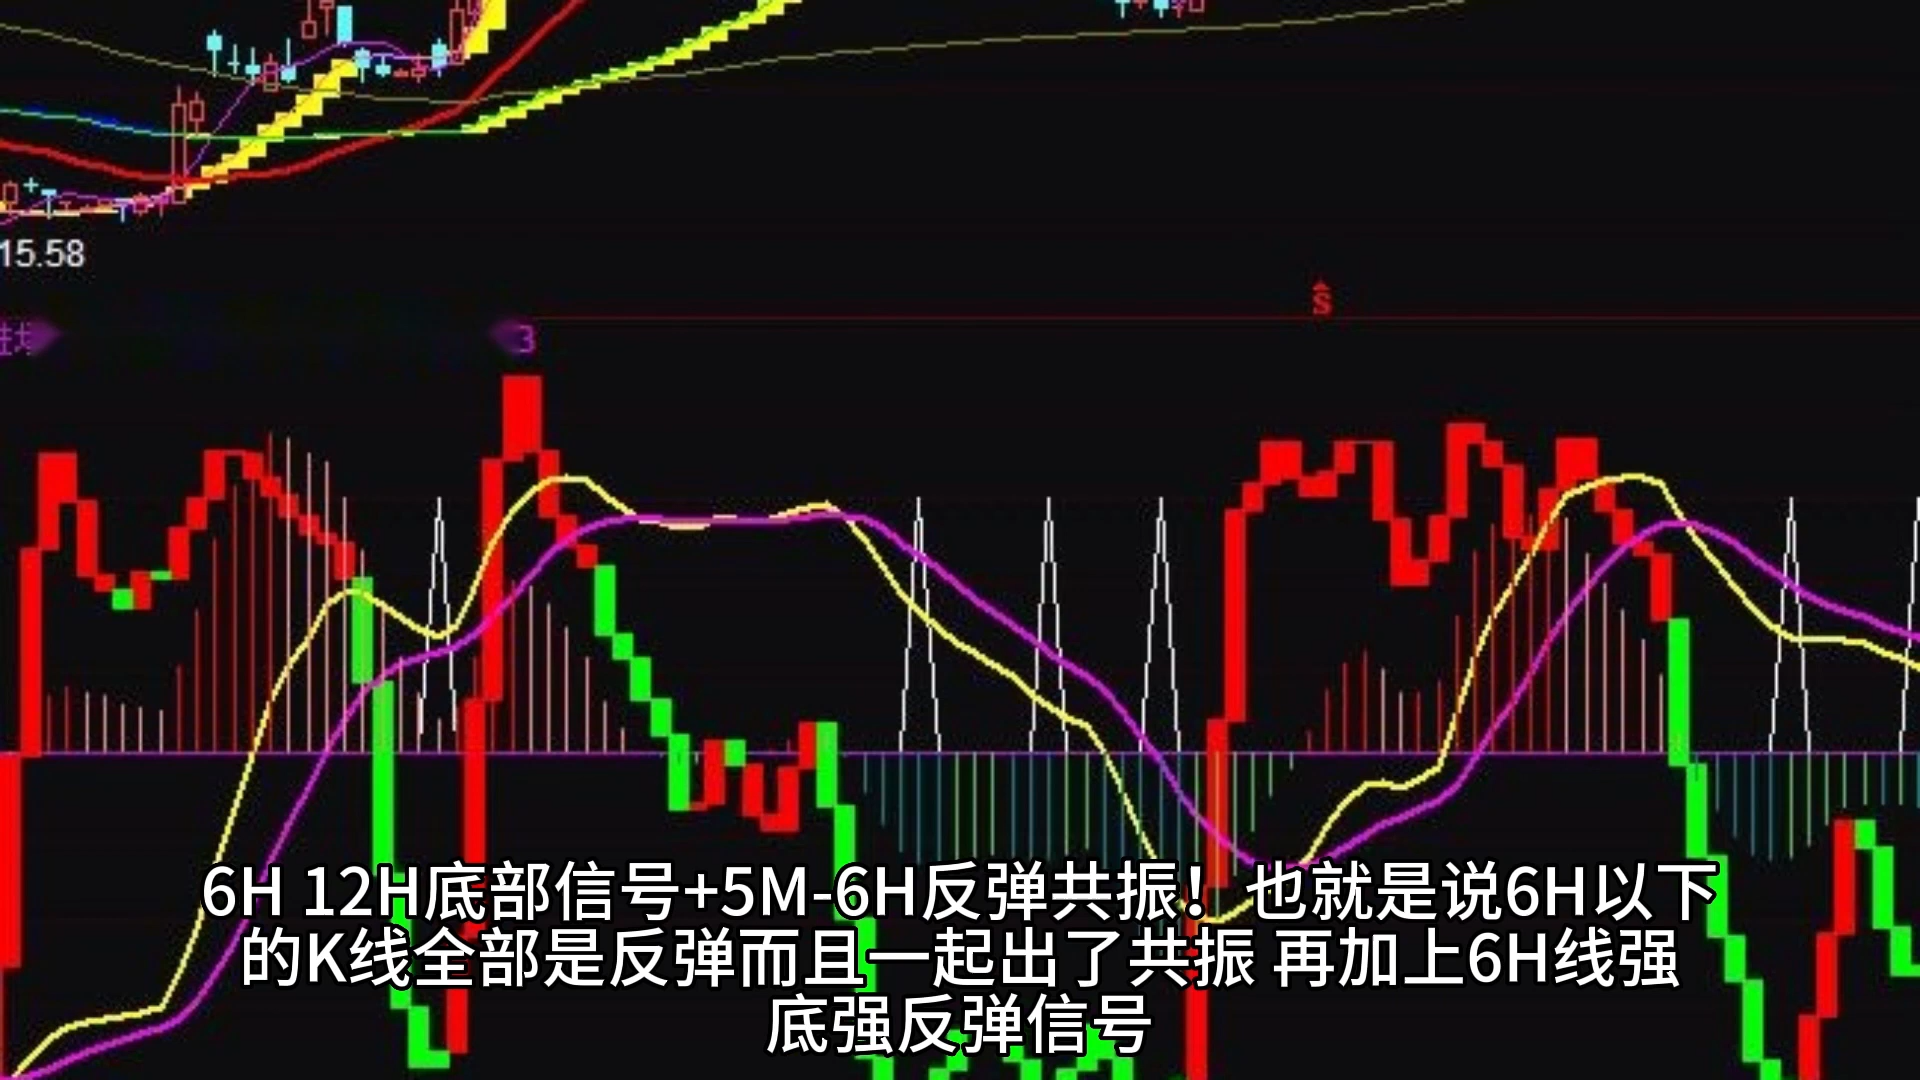 15.58
S
3
6H 12H底部信号+5M-6H反弹共振！也就是说6H以下
的K线全部是反弹而且一起出了共振 再加上6H线强
底强反弹信号